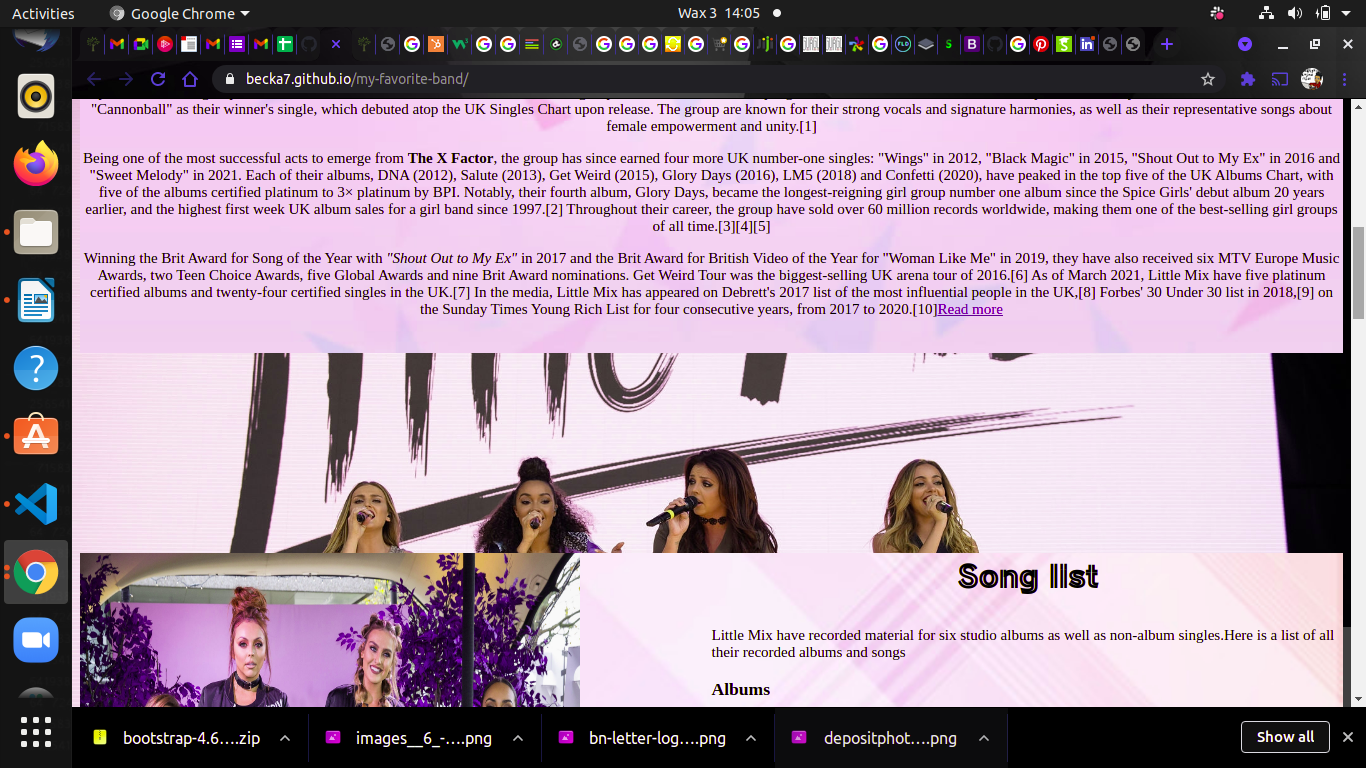 Activities
Google Chrome
Wax 3 14:05
becka7.github.io/my-favorite-band/
"Cannonball" as their winner's single, which debuted atop the UK Singles Chart upon release. The group are known for their strong vocals and signature harmonies, as well as their representative songs about
female empowerment and unity.[1]
Being one of the most successful acts to emerge from The X Factor, the group has since earned four more UK number-one singles: "Wings" in 2012, "Black Magic" in 2015, "Shout Out to My Ex" in 2016 and
"Sweet Melody" in 2021. Each of their albums, DNA (2012), Salute (2013), Get Weird (2015), Glory Days (2016), LM5 (2018) and Confetti (2020), have peaked in the top five of the UK Albums Chart, with
five of the albums certified platinum to 3× platinum by BPI. Notably, their fourth album, Glory Days, became the longest-reigning girl group number one album since the Spice Girls' debut album 20 years
earlier, and the highest first week UK album sales for a girl band since 1997.[2] Throughout their career, the group have sold over 60 million records worldwide, making them one of the best-selling girl groups
of all time.[3][4][5]
Winning the Brit Award for Song of the Year with "Shout Out to My Ex" in 2017 and the Brit Award for British Video of the Year for "Woman Like Me" in 2019, they have also received six MTV Europe Music
Awards, two Teen Choice Awards, five Global Awards and nine Brit Award nominations. Get Weird Tour was the biggest-selling UK arena tour of 2016.[6] As of March 2021, Little Mix have five platinum
certified albums and twenty-four certified singles in the UK.[7] In the media, Little Mix has appeared on Debrett's 2017 list of the most influential people in the UK,[8] Forbes' 30 Under 30 list in 2018,[9] on
the Sunday Times Young Rich List for four consecutive years, from 2017 to 2020.[10]Read more
Song list
Little Mix have recorded material for six studio albums as well as non-album singles.Here is a list of all
their recorded albums and songs
Albums
bootstrap-4.6....zip
images__6_-....png
bn-letter-log....png
depositphot....png
Show all